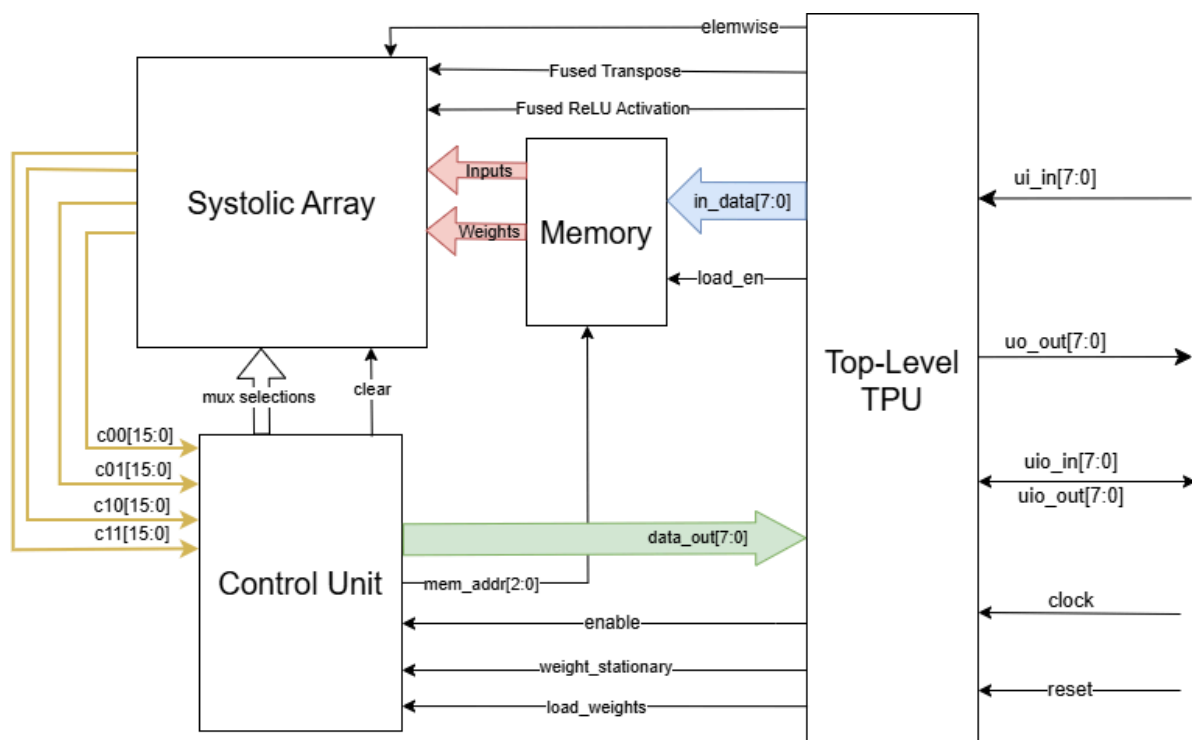 elemwise
Fused Transpose
Fused ReLU Activation
Inputs
Weights
Systolic Array
Memory
in_data[7:0]
load_en
ui_in[7:0]
uo_out[7:0]
Top-Level
TPU
mux selections
clear
c00[15:0]
c01[15:0]
c10[15:0]
c11[15:0]
uio_in[7:0]
uio_out[7:0]
data_out[7:0]
Control Unit
mem_addr[2:0]
clock
enable
weight_stationary
load_weights
reset